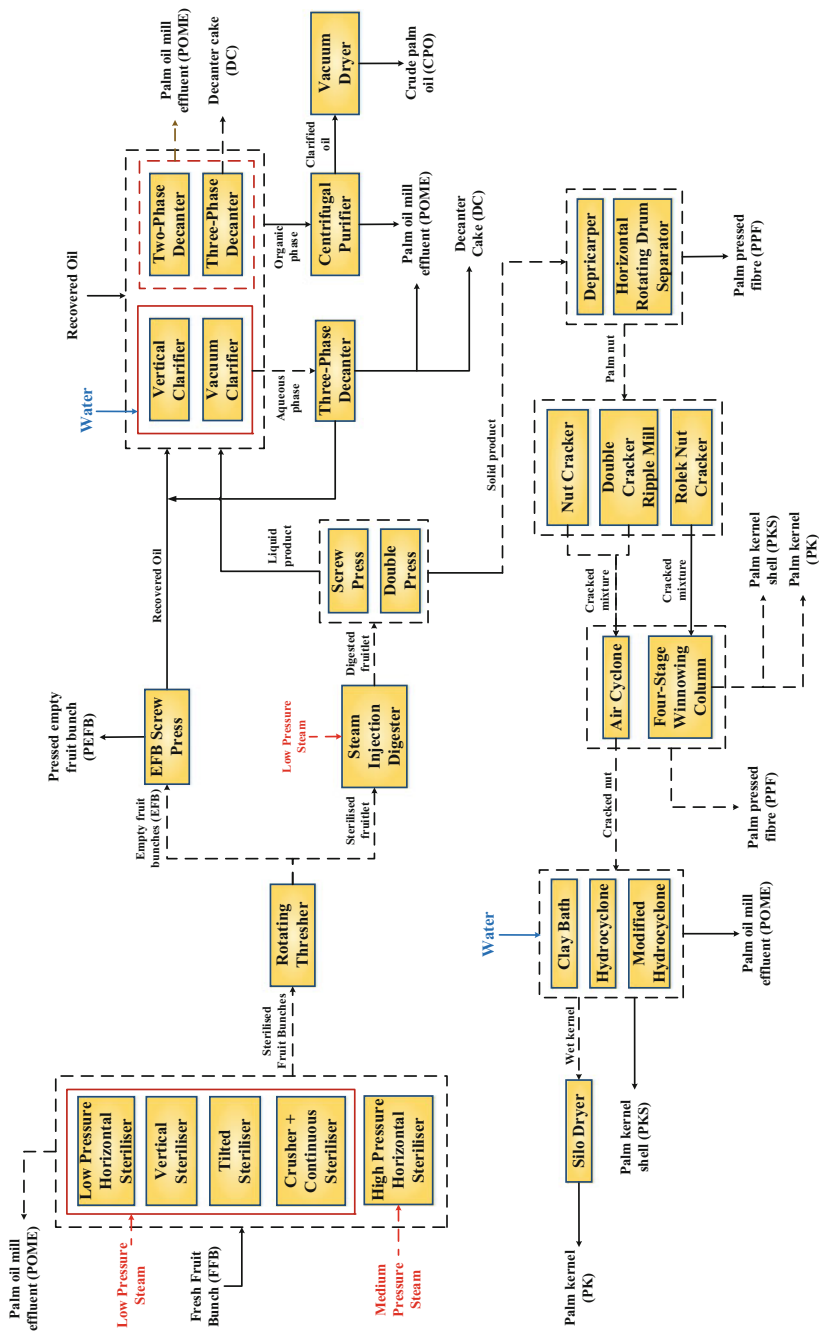 Palm oil mill
effluent (POME)
Low Pressure
Horizontal
Steriliser
Vertical
Steriliser
Tilted
Steriliser
Crusher +
Continuous
Steriliser
High Pressure
Horizontal
Steriliser
Low Pressure
Steam
Fresh Fruit
Bunch (FFB)
Medium
Pressure
Steam
Sterilised
Fruit Bunches
Rotating
Thresher
Empty fruit
bunches (EFB)
Sterilised
fruitlet
Pressed empty
fruit bunch
(PEFB)
EFB Screw
Press
Recovered Oil
Low Pressure
Steam
Steam
Injection
Digester
Digested
fruitlet
Screw
Press
Double
Press
Liquid
product
Solid product
Water
Recovered Oil
Vertical
Clarifier
Vacuum
Clarifier
Two-Phase
Decanter
Three-Phase
Decanter
Palm oil mill
effluent (POME)
Decanter cake
(DC)
Aqueous
phase
Three-Phase
Decanter
Organic
phase
Centrifugal
Purifier
Clarified
oil
Vacuum
Dryer
Crude palm
oil (CPO)
Palm oil mill
effluent (POME)
Decanter
Cake (DC)
Depricarper
Horizontal
Rotating Drum
Separator
Palm pressed
fibre (PPF)
Palm nut
Nut Cracker
Double
Cracker
Ripple Mill
Rolek Nut
Cracker
Cracked
mixture
Cracked
mixture
Air Cyclone
Four-Stage
Winnowing
Column
Palm kernel
shell (PKS)
Palm kernel
(PK)
Palm pressed
fibre (PPF)
Cracked nut
Water
Clay Bath
Hydrocyclone
Modified
Hydrocyclone
Palm oil mill
effluent (POME)
Wet kernel
Palm kernel
shell (PKS)
Silo Dryer
Palm kernel
(PK)